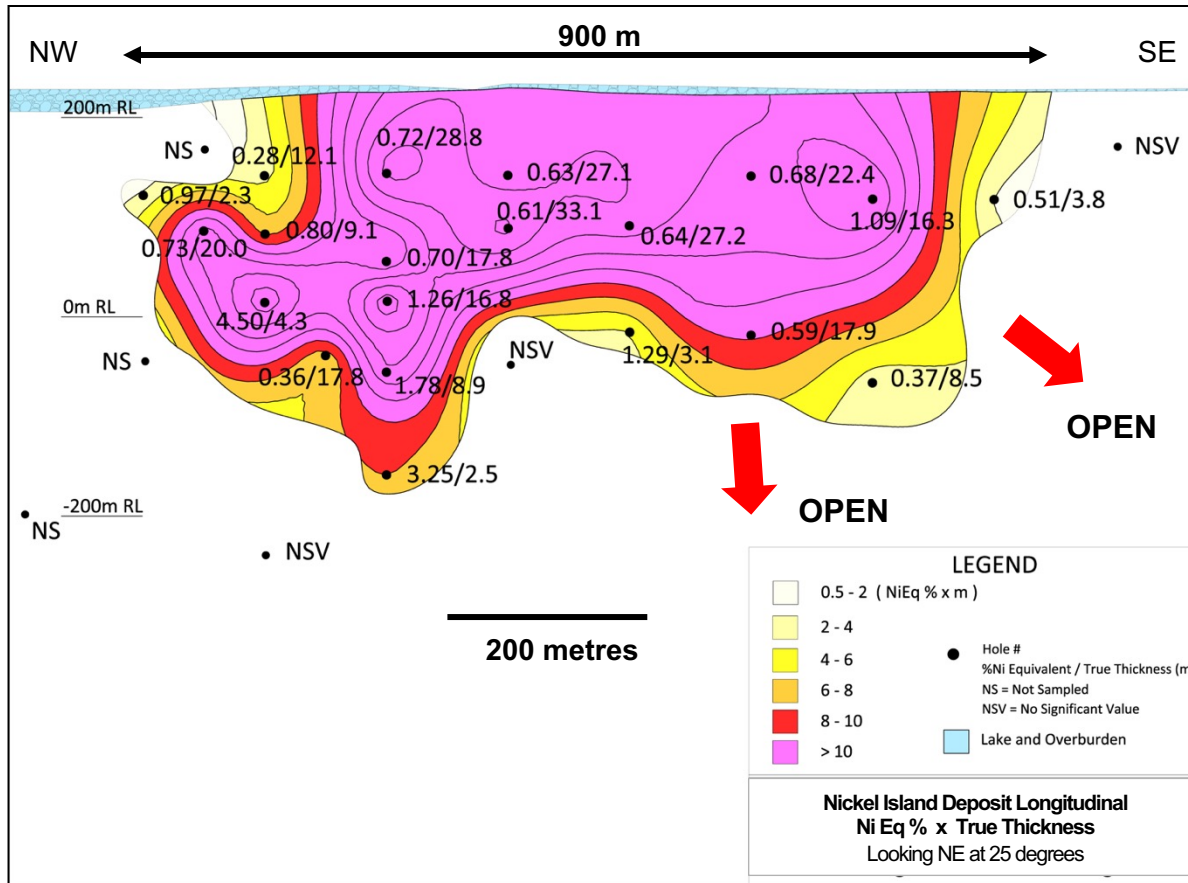 900 m
NW
SE
200m RL
0.72/28.8
NS
0.28/12.1
0.63/27.1
0.68/22.4
NSV
0.97/2.3
0.61/33.1
1.09/16.3
0.51/3.8
0.73/20.0
0.80/9.1
0.64/27.2
0.70/17.8
0m RL
4.50/4.3
1.26/16.8
0.59/17.9
NS
0.36/17.8
1.78/8.9
NSV
1.29/3.1
0.37/8.5
OPEN
3.25/2.5
OPEN
-200m RL
NS
NSV
200 metres
LEGEND
0.5 - 2 ( NiEq % x m )
2 - 4
4 - 6
6 - 8
8 - 10
> 10
Hole #
%Ni Equivalent / True Thickness (m
NS = Not Sampled
NSV = No Significant Value
Lake and Overburden
Nickel Island Deposit Longitudinal
Ni Eq % x True Thickness
Looking NE at 25 degrees